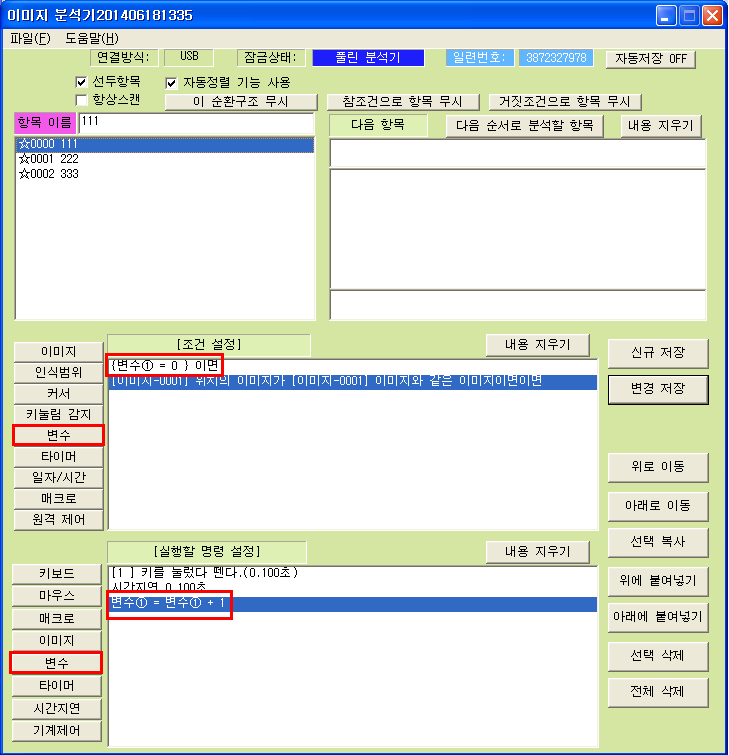 이미지 분석기201406181335
파일(F) 도움말(H)
연결방식: USB 잠금상태: 풀린 분석기 일련번호: 3872327978 자동저장 OFF
선두항목 자동정렬 기능 사용
항상스캔 이 순환구조 무시 참조건으로 항목 무시 거짓조건으로 항목 무시
항목 이름 111 다음 항목 다음 순서로 분석할 항목 내용 지우기
☆0000 111
☆0001 222
☆0002 333
[조건 설정] 내용 지우기
이미지
인식범위
커서
키눌림 감지
변수
타이머
일자/시간
매크로
원격 제어
{변수① = 0 } 이면
[이미지-0001] 위치의 이미지가 [이미지-0001] 이미지와 같은 이미지이면이면
신규 저장
변경 저장
위로 이동
아래로 이동
선택 복사
위에 붙여넣기
아래에 붙여넣기
선택 삭제
전체 삭제
[실행할 명령 설정] 내용 지우기
키보드
마우스
매크로
이미지
변수
타이머
시간지연
기계제어
[1 ] 키를 눌렀다 뗀다.(0.100초)
시간지연 0.100초
변수① = 변수① + 1